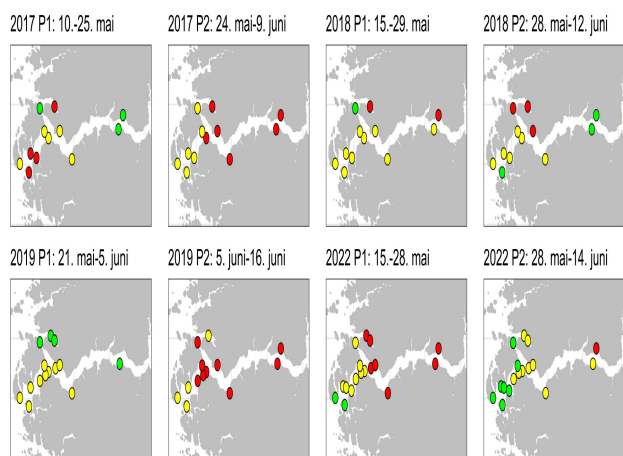 2017 P1: 10.-25. mai
2017 P2: 24. mai-9. juni
2018 P1: 15.-29. mai
2018 P2: 28. mai-12. juni
2019 P1: 21. mai-5. juni
2019 P2: 5. juni-16. juni
2022 P1: 15.-28. mai
2022 P2: 28. mai-14. juni